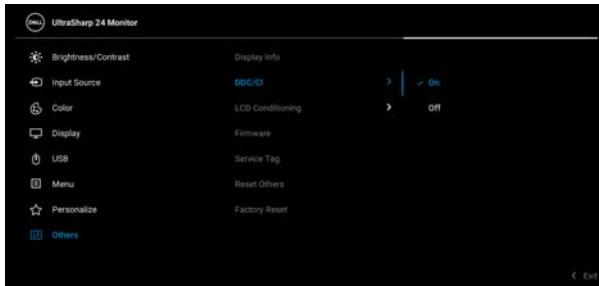 DELL UltraSharp 24 Monitor
Brightness/Contrast Display Info
Input Source DDC/CI On
Color LCD Conditioning Off
Display Firmware
USB Service Tag
Menu Reset Others
Personalize Factory Reset
Others
Exit